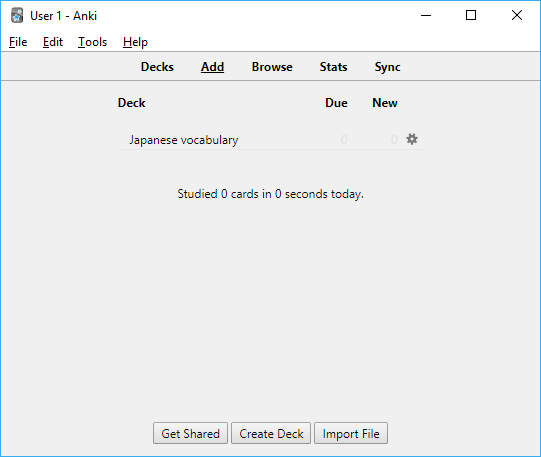 User 1 - Anki
File Edit Tools Help
Decks Add Browse Stats Sync
Deck Due New
Japanese vocabulary 0 0
Studied 0 cards in 0 seconds today.
Get Shared Create Deck Import File